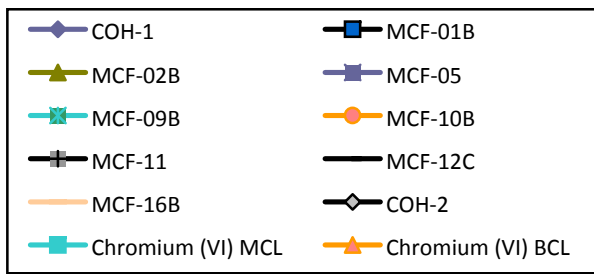 COH-1 MCF-01B
MCF-02B MCF-05
MCF-09B MCF-10B
MCF-11 MCF-12C
MCF-16B COH-2
Chromium (VI) MCL Chromium (VI) BCL